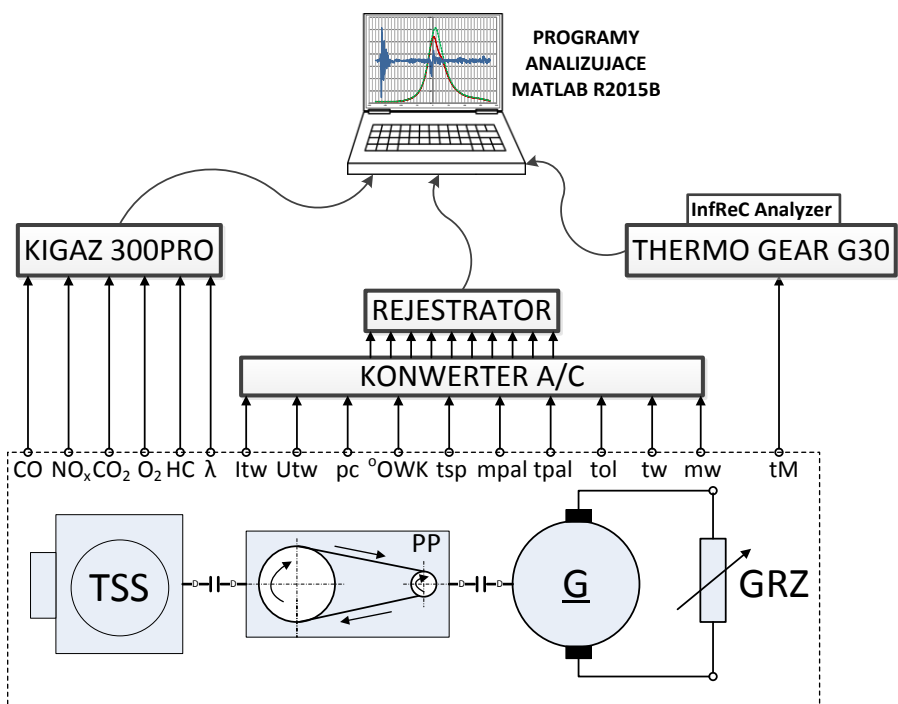 PROGRAMY
ANALIZUJACE
MATLAB R2015B
InfReC Analyzer
KIGAZ 300PRO
THERMO GEAR G30
REJESTRATOR
KONWERTER A/C
CO NOₓ CO₂ O₂ HC λ Itw Utw pc °OWK tsp mpal tpal tol tw mw tM
PP
TSS
D D
D D
G
GRZ